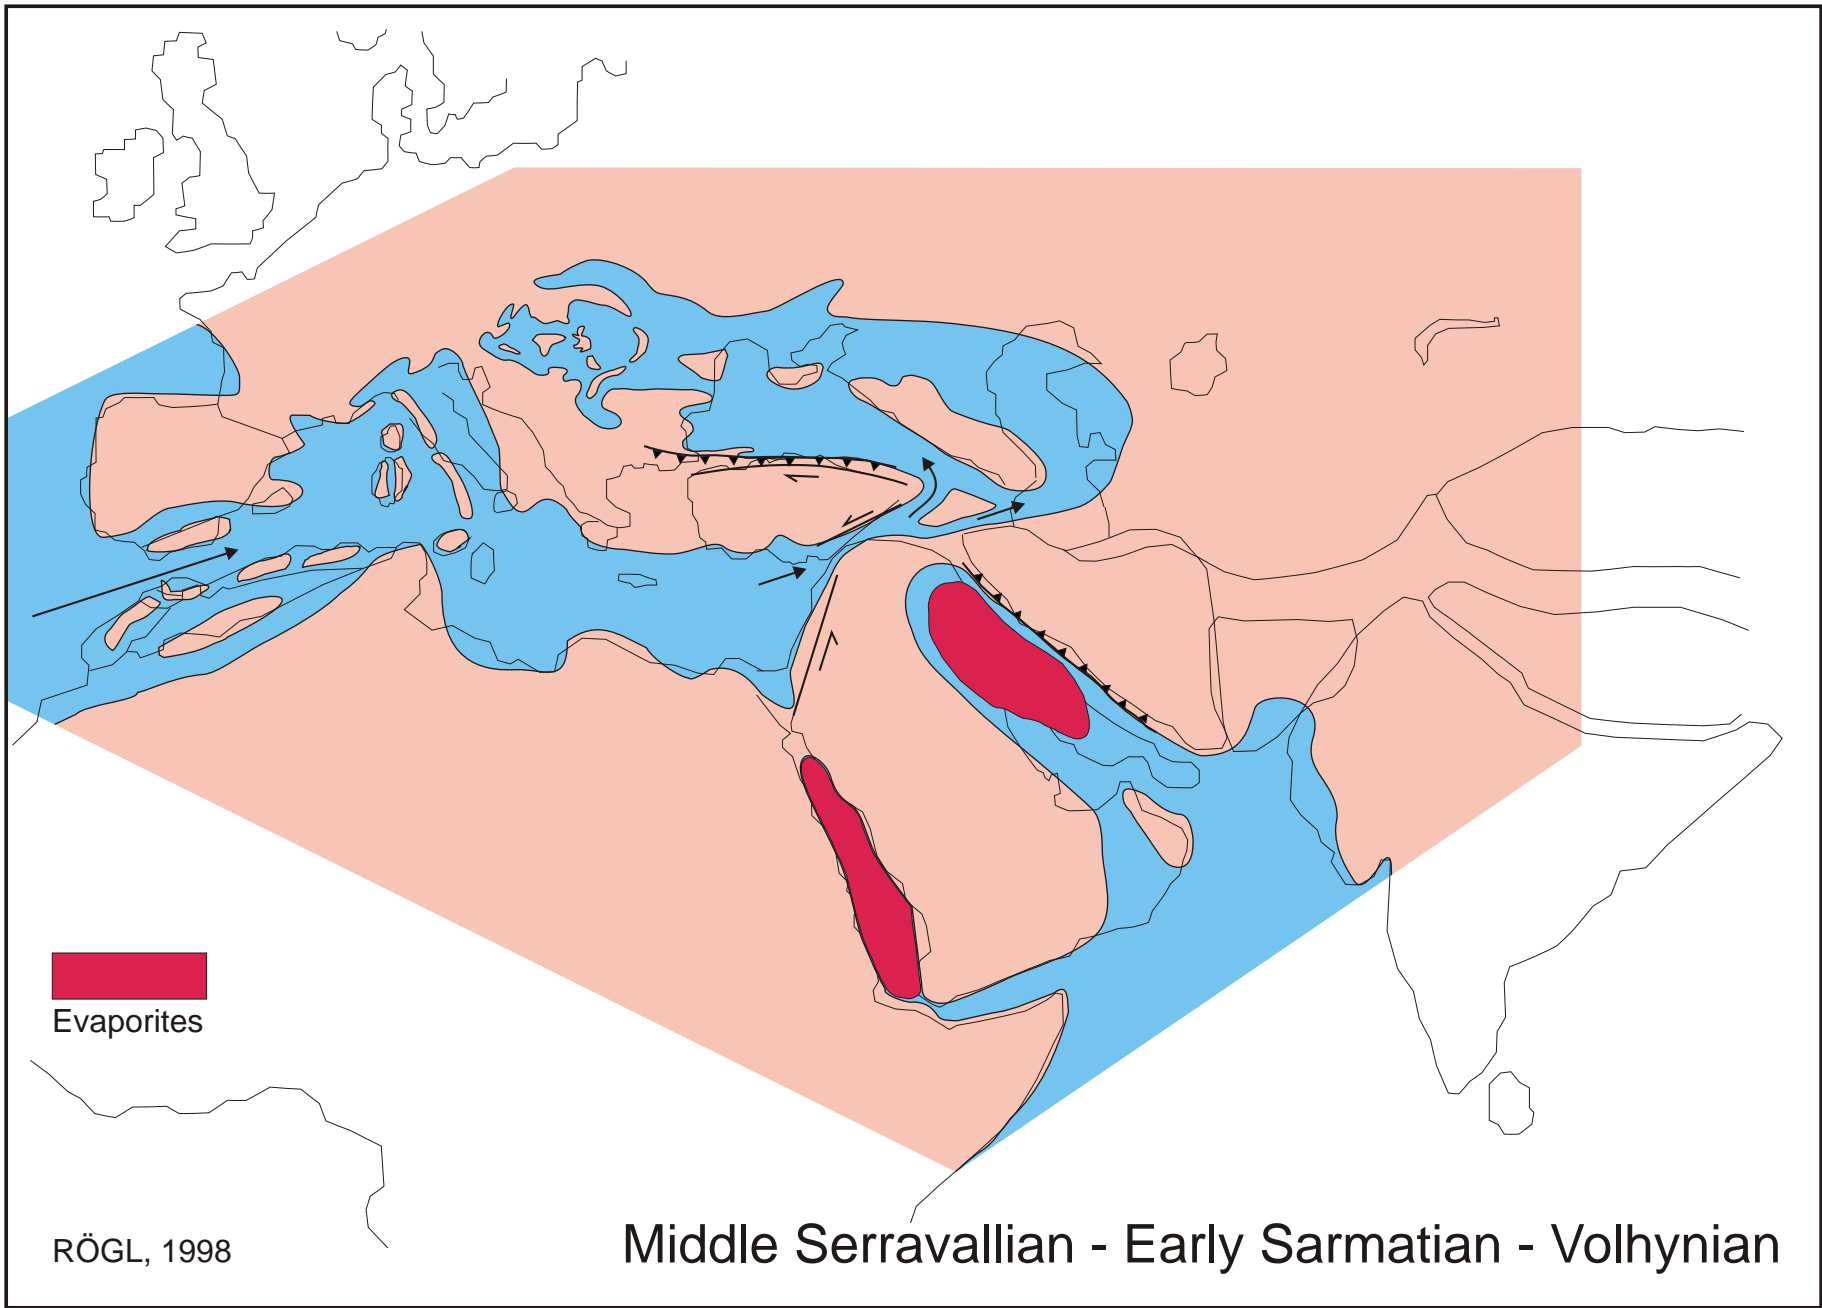 Evaporites
RÖGL, 1998
Middle Serravallian - Early Sarmatian - Volhynian